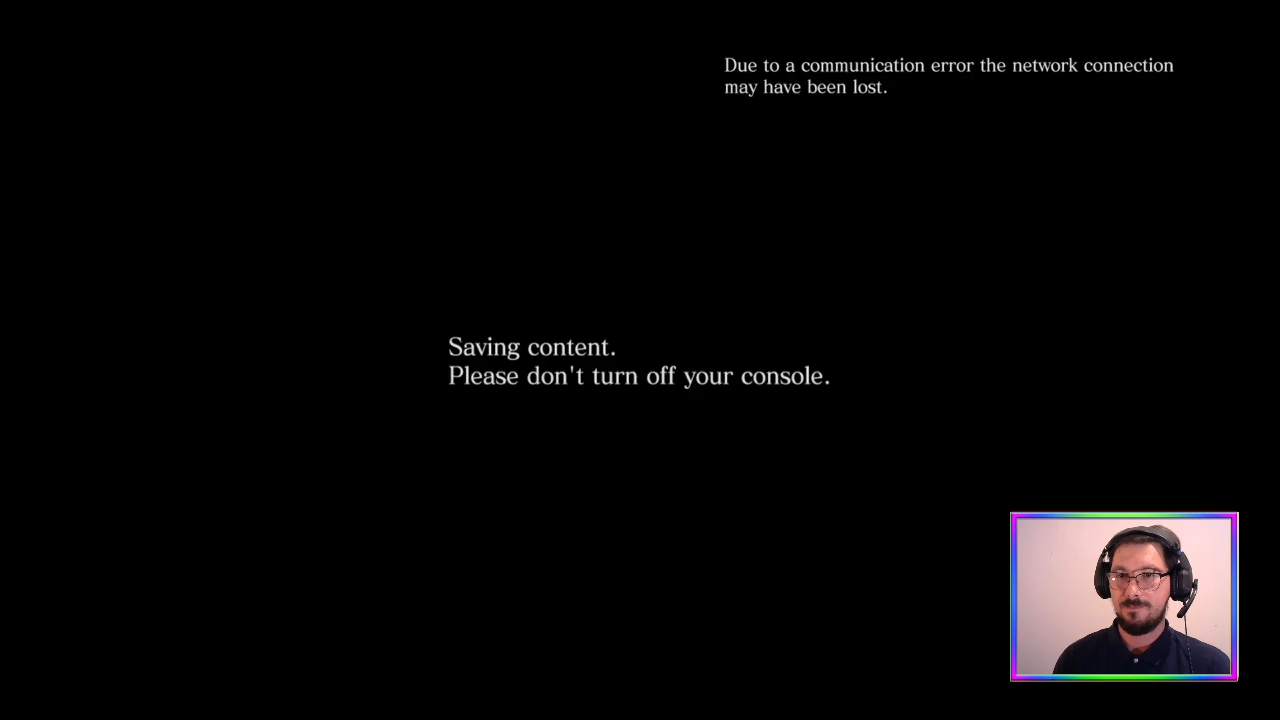 Due to a communication error the network connection
may have been lost.
Saving content.
Please don't turn off your console.